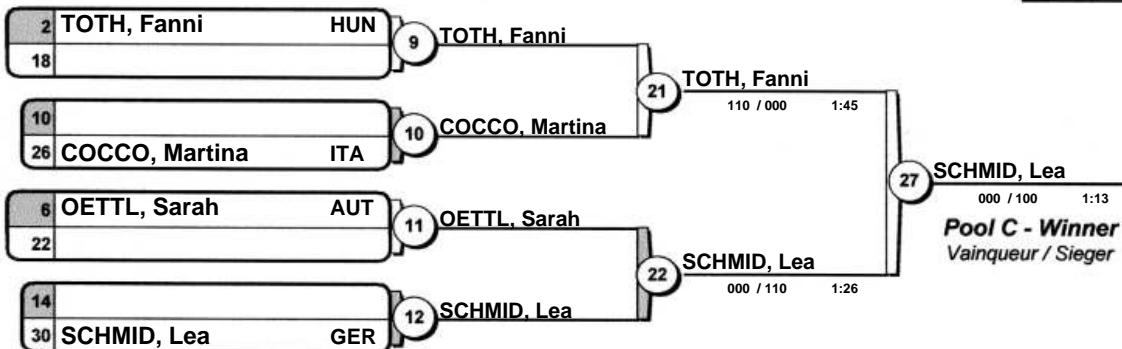 2 TOTH, Fanni HUN
18
9 TOTH, Fanni
10
26 COCCO, Martina ITA
10 COCCO, Martina
21 TOTH, Fanni
110 / 000 1:45
6 OETTL, Sarah AUT
22
11 OETTL, Sarah
14
30 SCHMID, Lea GER
12 SCHMID, Lea
22 SCHMID, Lea
000 / 110 1:26
27 SCHMID, Lea
000 / 100 1:13
Pool C - Winner
Vainqueur / Sieger